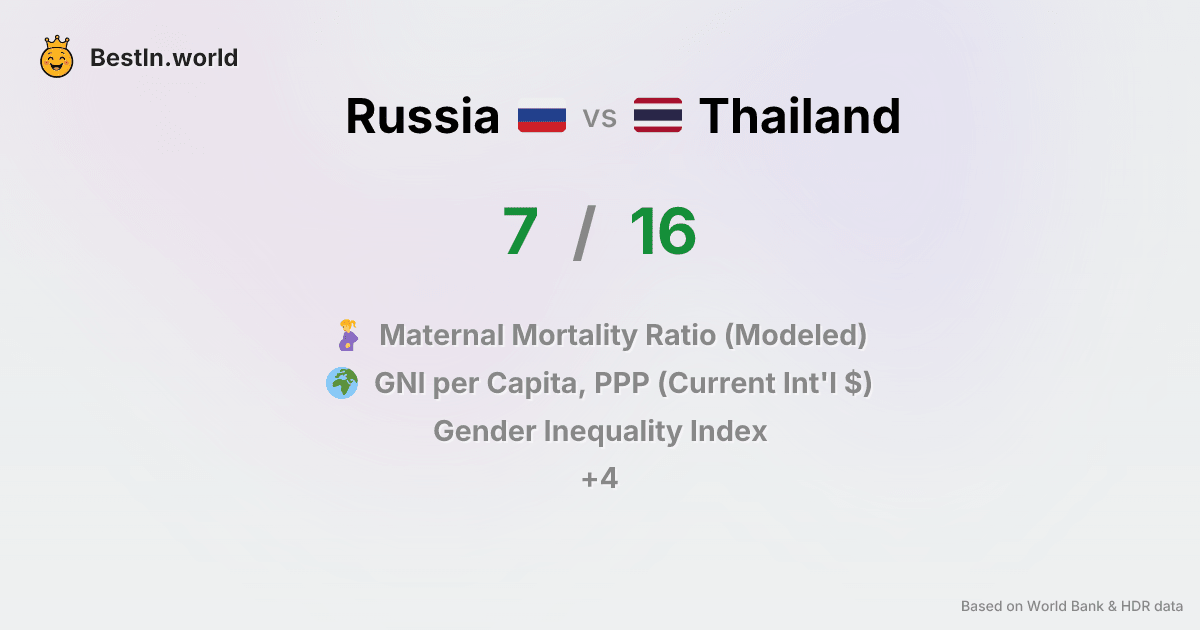 BestIn.world
Russia vs Thailand
7 / 16
Maternal Mortality Ratio (Modeled)
GNI per Capita, PPP (Current Int'l $)
Gender Inequality Index
+4
Based on World Bank & HDR data